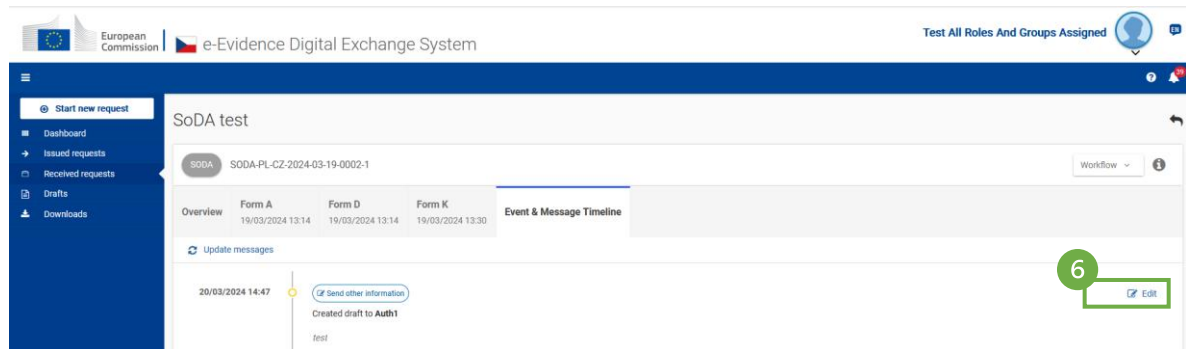 European
Commission
e-Evidence Digital Exchange System
Test All Roles And Groups Assigned
EN
39
Start new request
Dashboard
Issued requests
Received requests
Drafts
Downloads
SoDA test
SODA
SODA-PL-CZ-2024-03-19-0002-1
Workflow
Overview
Form A
19/03/2024 13:14
Form D
19/03/2024 13:14
Form K
19/03/2024 13:30
Event & Message Timeline
Update messages
6
20/03/2024 14:47
Send other information
Edit
Created draft to Auth1
test